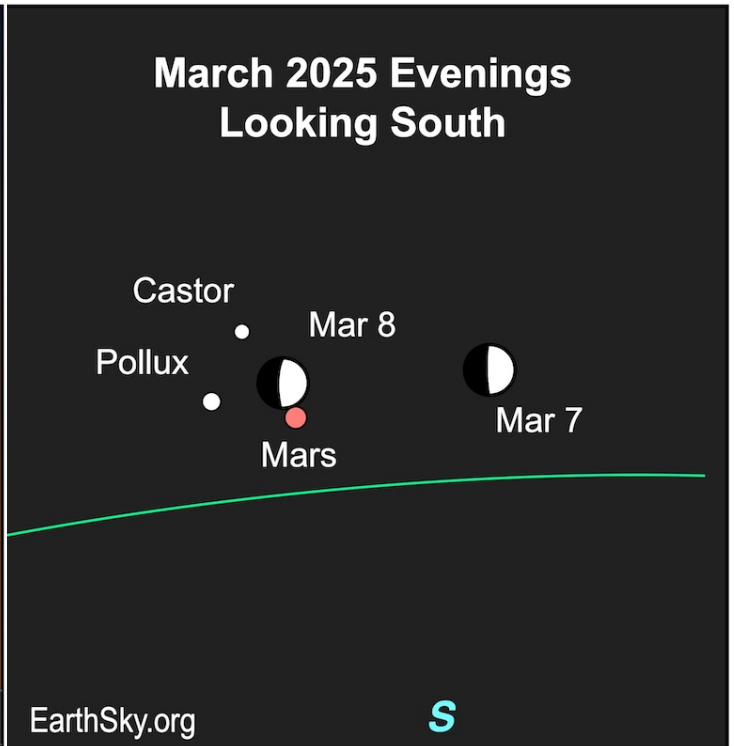 March 2025 Evenings
Looking South
Castor
Mar 8
Pollux
Mar 7
Mars
EarthSky.org
S